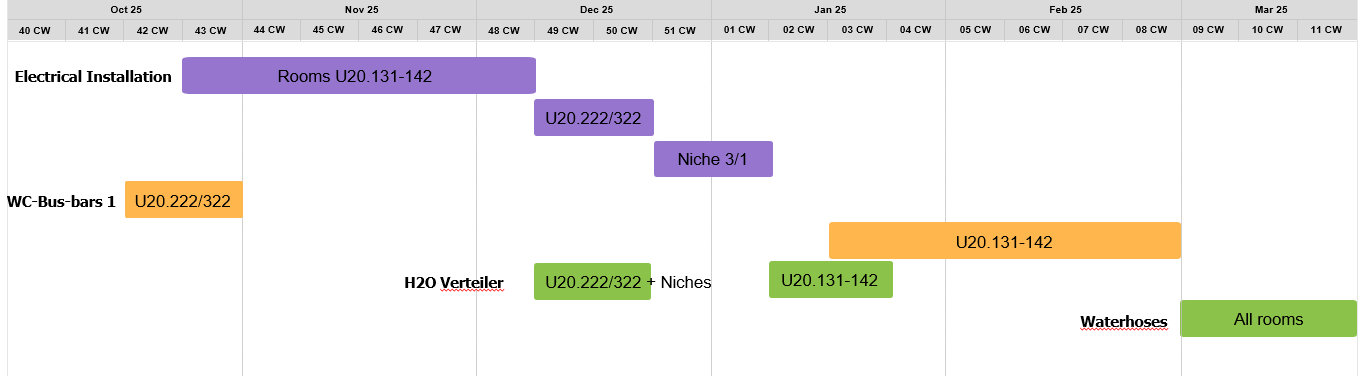 Oct 25 Nov 25 Dec 25 Jan 25 Feb 25 Mar 25
40 CW 41 CW 42 CW 43 CW 44 CW 45 CW 46 CW 47 CW 48 CW 49 CW 50 CW 51 CW 01 CW 02 CW 03 CW 04 CW 05 CW 06 CW 07 CW 08 CW 09 CW 10 CW 11 CW
Electrical Installation Rooms U20.131-142
U20.222/322
Niche 3/1
WC-Bus-bars 1 U20.222/322
U20.131-142
H2O Verteiler U20.222/322 + Niches U20.131-142
Waterhoses All rooms